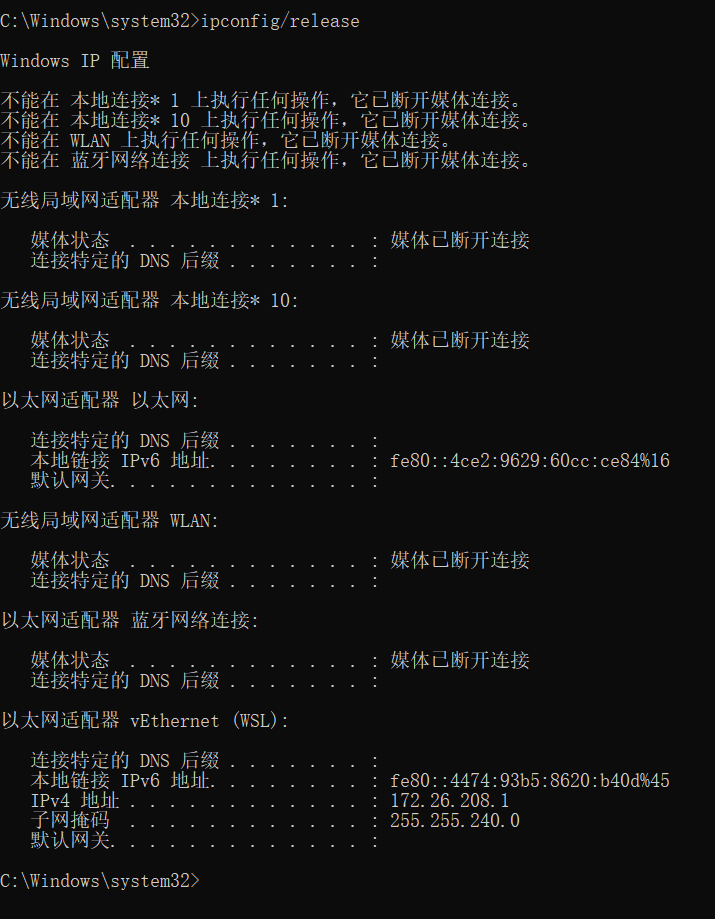 C:\Windows\system32>ipconfig/release
Windows IP 配置
不能在 本地连接* 1 上执行任何操作，它已断开媒体连接。
不能在 本地连接* 10 上执行任何操作，它已断开媒体连接。
不能在 WLAN 上执行任何操作，它已断开媒体连接。
不能在 蓝牙网络连接 上执行任何操作，它已断开媒体连接。
无线局域网适配器 本地连接* 1:
媒体状态  . . . . . . . . . . . . : 媒体已断开连接
连接特定的 DNS 后缀 . . . . . . . :
无线局域网适配器 本地连接* 10:
媒体状态  . . . . . . . . . . . . : 媒体已断开连接
连接特定的 DNS 后缀 . . . . . . . :
以太网适配器 以太网:
连接特定的 DNS 后缀 . . . . . . . :
本地链接 IPv6 地址. . . . . . . . : fe80::4ce2:9629:60cc:ce84%16
默认网关. . . . . . . . . . . . . :
无线局域网适配器 WLAN:
媒体状态  . . . . . . . . . . . . : 媒体已断开连接
连接特定的 DNS 后缀 . . . . . . . :
以太网适配器 蓝牙网络连接:
媒体状态  . . . . . . . . . . . . : 媒体已断开连接
连接特定的 DNS 后缀 . . . . . . . :
以太网适配器 vEthernet (WSL):
连接特定的 DNS 后缀 . . . . . . . :
本地链接 IPv6 地址. . . . . . . . : fe80::4474:93b5:8620:b40d%45
IPv4 地址 . . . . . . . . . . . . : 172.26.208.1
子网掩码  . . . . . . . . . . . . : 255.255.240.0
默认网关. . . . . . . . . . . . . :
C:\Windows\system32>